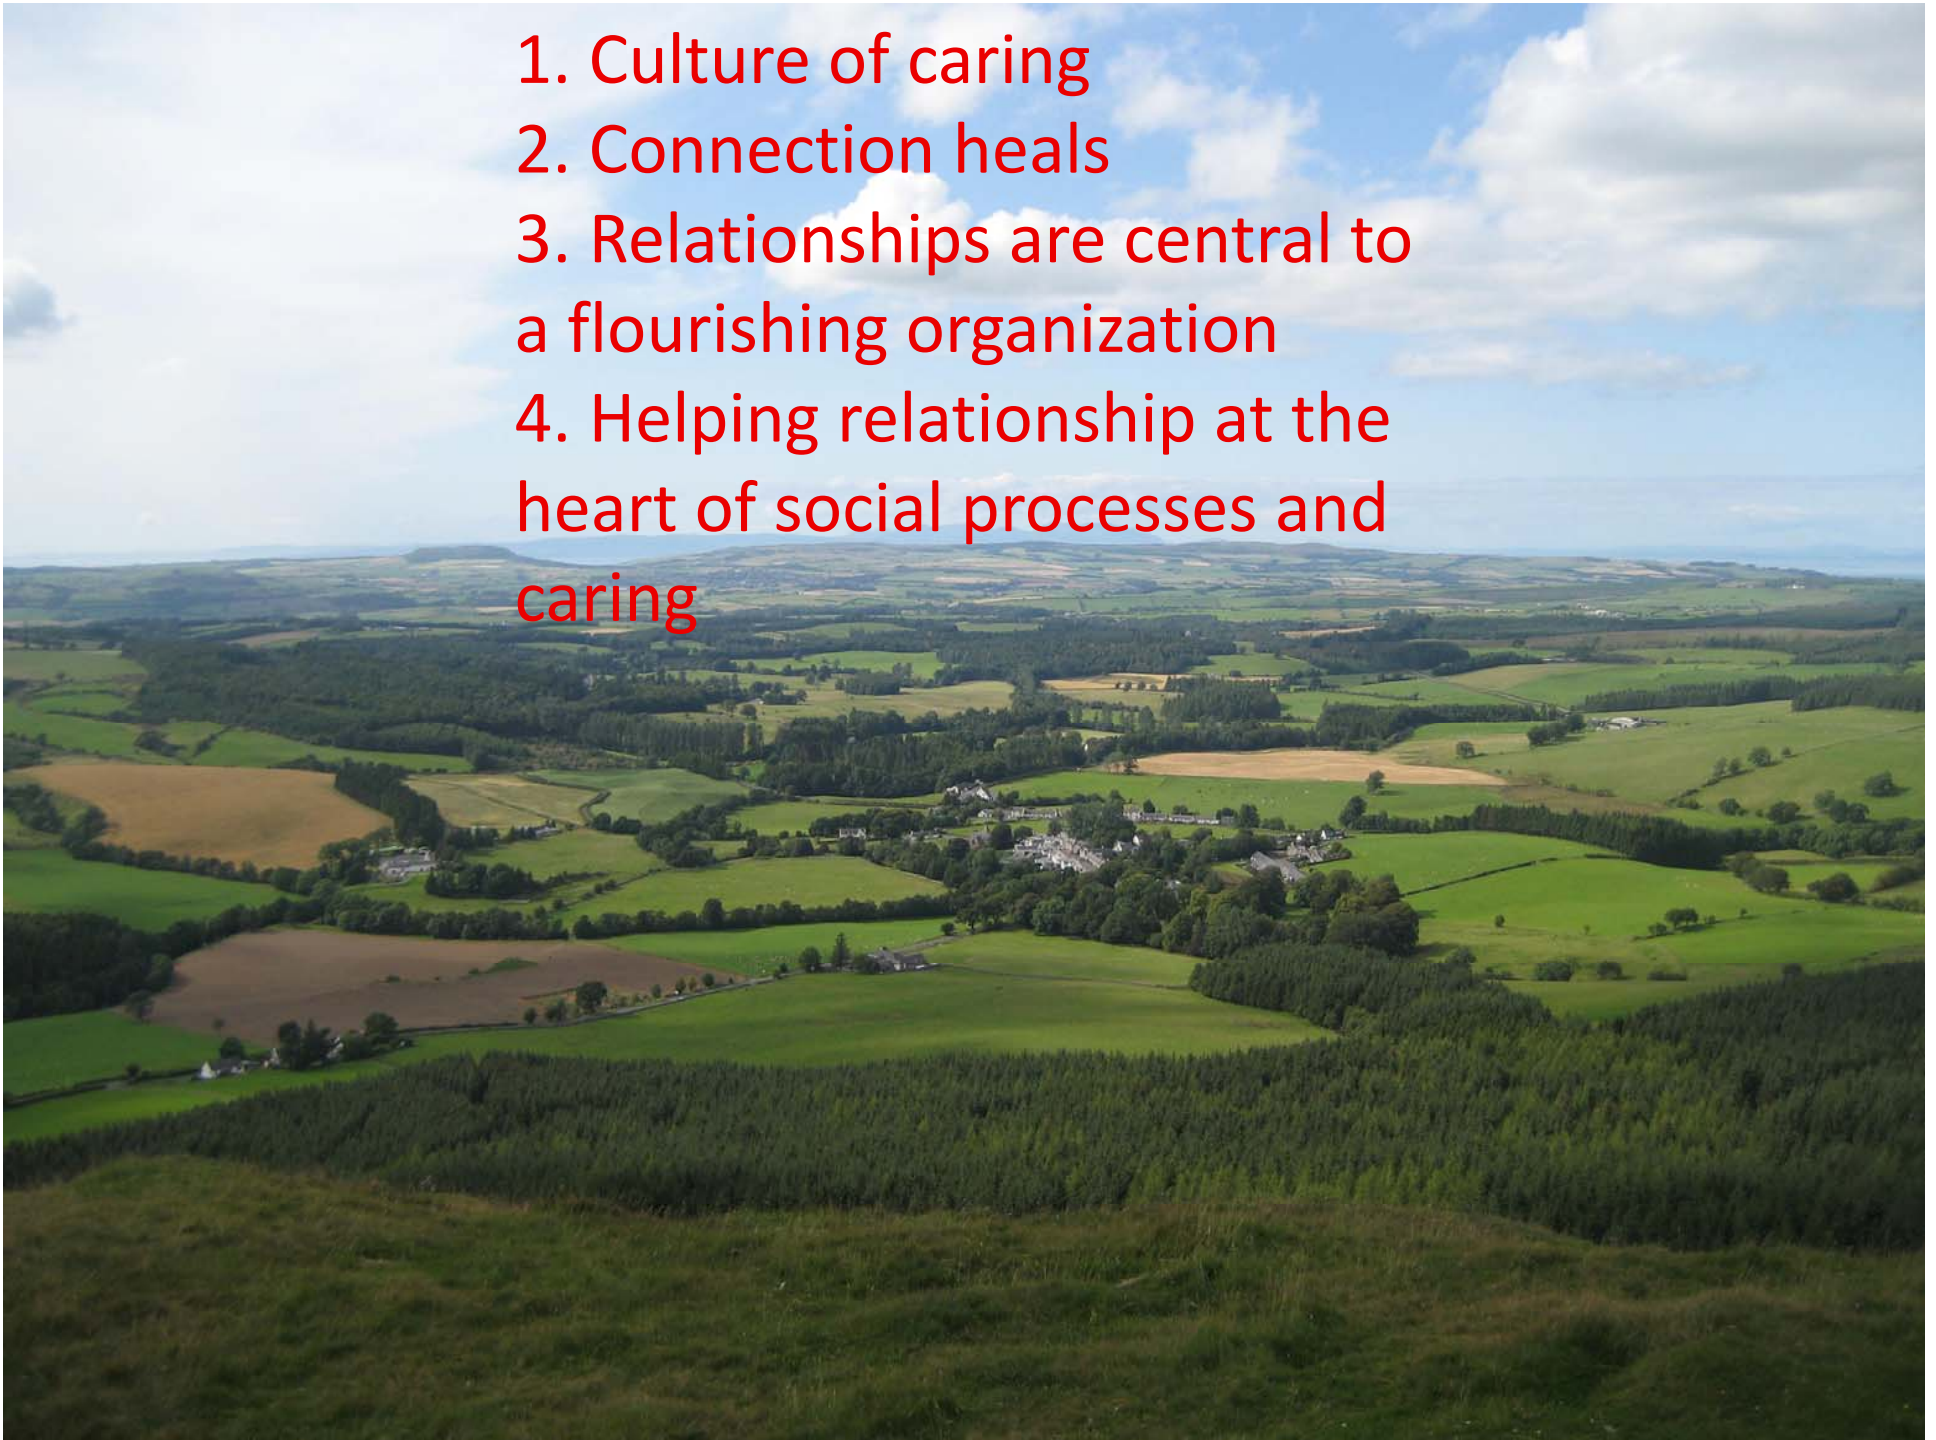 1. Culture of caring
2. Connection heals
3. Relationships are central to
a flourishing organization
4. Helping relationship at the
heart of social processes and
caring